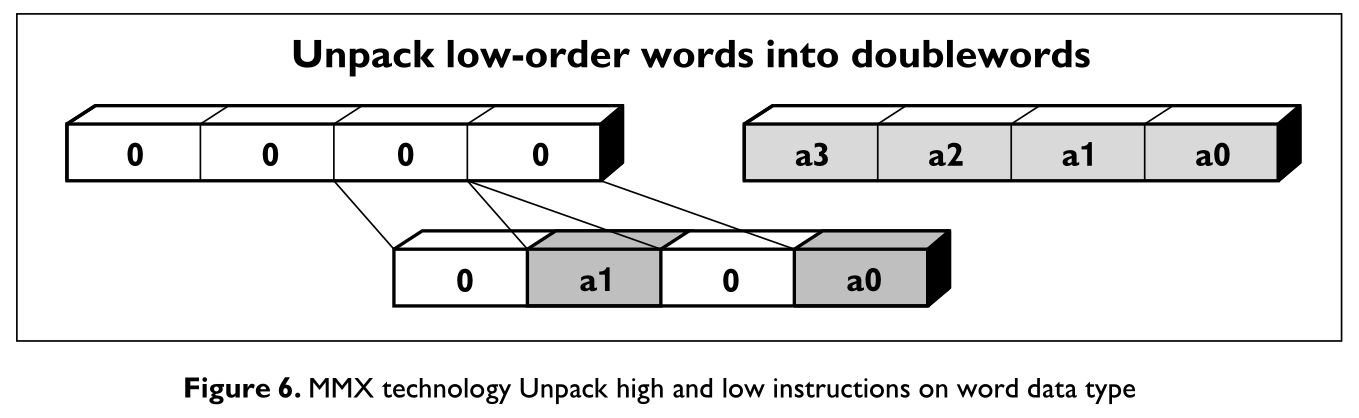 Unpack low-order words into doublewords
0 0 0 0 a3 a2 a1 a0
0 a1 0 a0
Figure 6. MMX technology Unpack high and low instructions on word data type